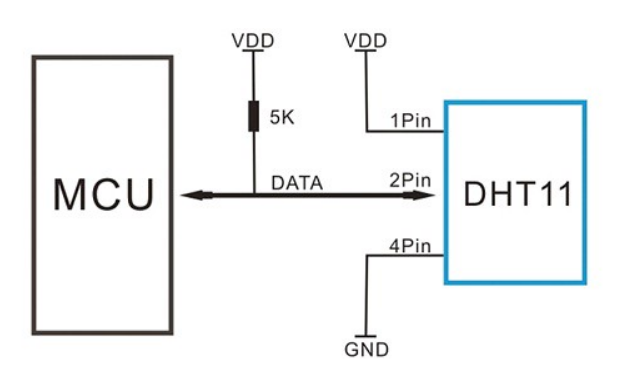 VDD
VDD
5K
1Pin
MCU
DATA
2Pin
DHT11
4Pin
GND